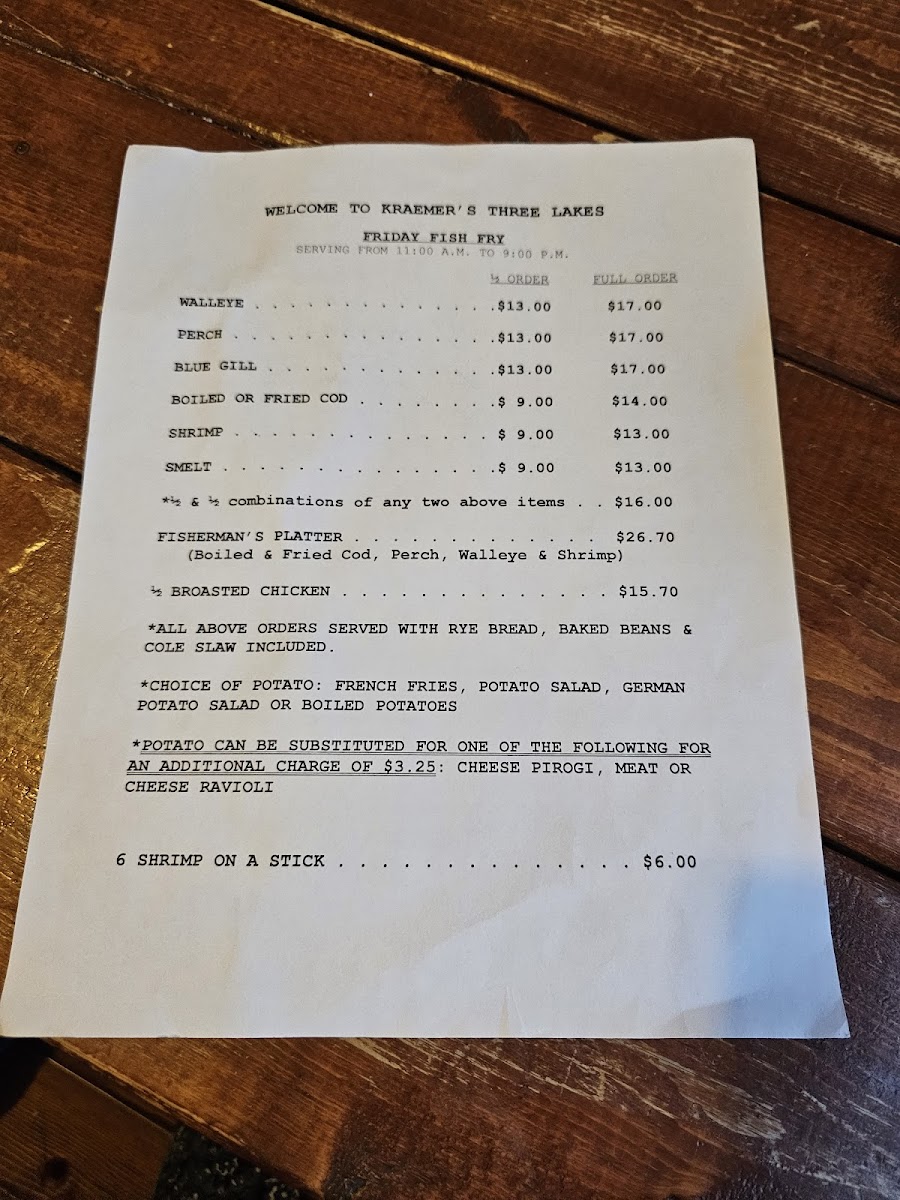 WELCOME TO KRAEMER'S THREE LAKES
FRIDAY FISH FRY
SERVING FROM 11:00 A.M. TO 9:00 P.M.
½ ORDER FULL ORDER
WALLEYE . . . . . . . . . . . . . .$13.00 $17.00
PERCH . . . . . . . . . . . . . . .$13.00 $17.00
BLUE GILL . . . . . . . . . . . . .$13.00 $17.00
BOILED OR FRIED COD . . . . . . . .$ 9.00 $14.00
SHRIMP . . . . . . . . . . . . . . $ 9.00 $13.00
SMELT . . . . . . . . . . . . . . .$ 9.00 $13.00
*½ & ½ combinations of any two above items . . $16.00
FISHERMAN'S PLATTER . . . . . . . . . . . . . $26.70
(Boiled & Fried Cod, Perch, Walleye & Shrimp)
½ BROASTED CHICKEN . . . . . . . . . . . . . . $15.70
*ALL ABOVE ORDERS SERVED WITH RYE BREAD, BAKED BEANS &
COLE SLAW INCLUDED.
*CHOICE OF POTATO: FRENCH FRIES, POTATO SALAD, GERMAN
POTATO SALAD OR BOILED POTATOES
*POTATO CAN BE SUBSTITUTED FOR ONE OF THE FOLLOWING FOR
AN ADDITIONAL CHARGE OF $3.25: CHEESE PIROGI, MEAT OR
CHEESE RAVIOLI
6 SHRIMP ON A STICK . . . . . . . . . . . . . . $6.00